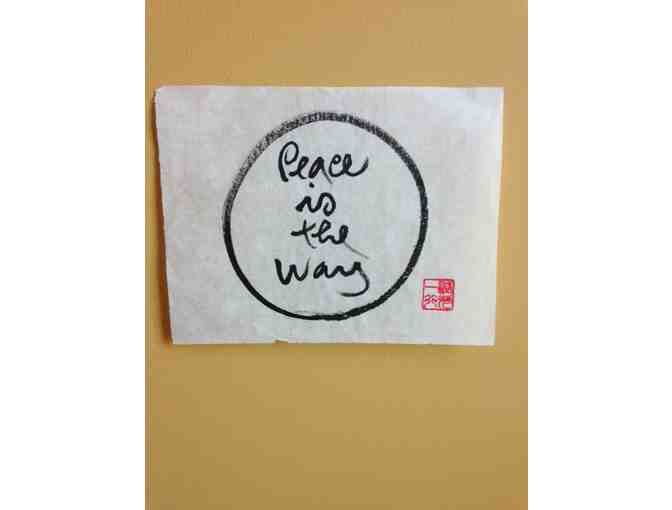 Peace
is
the
way